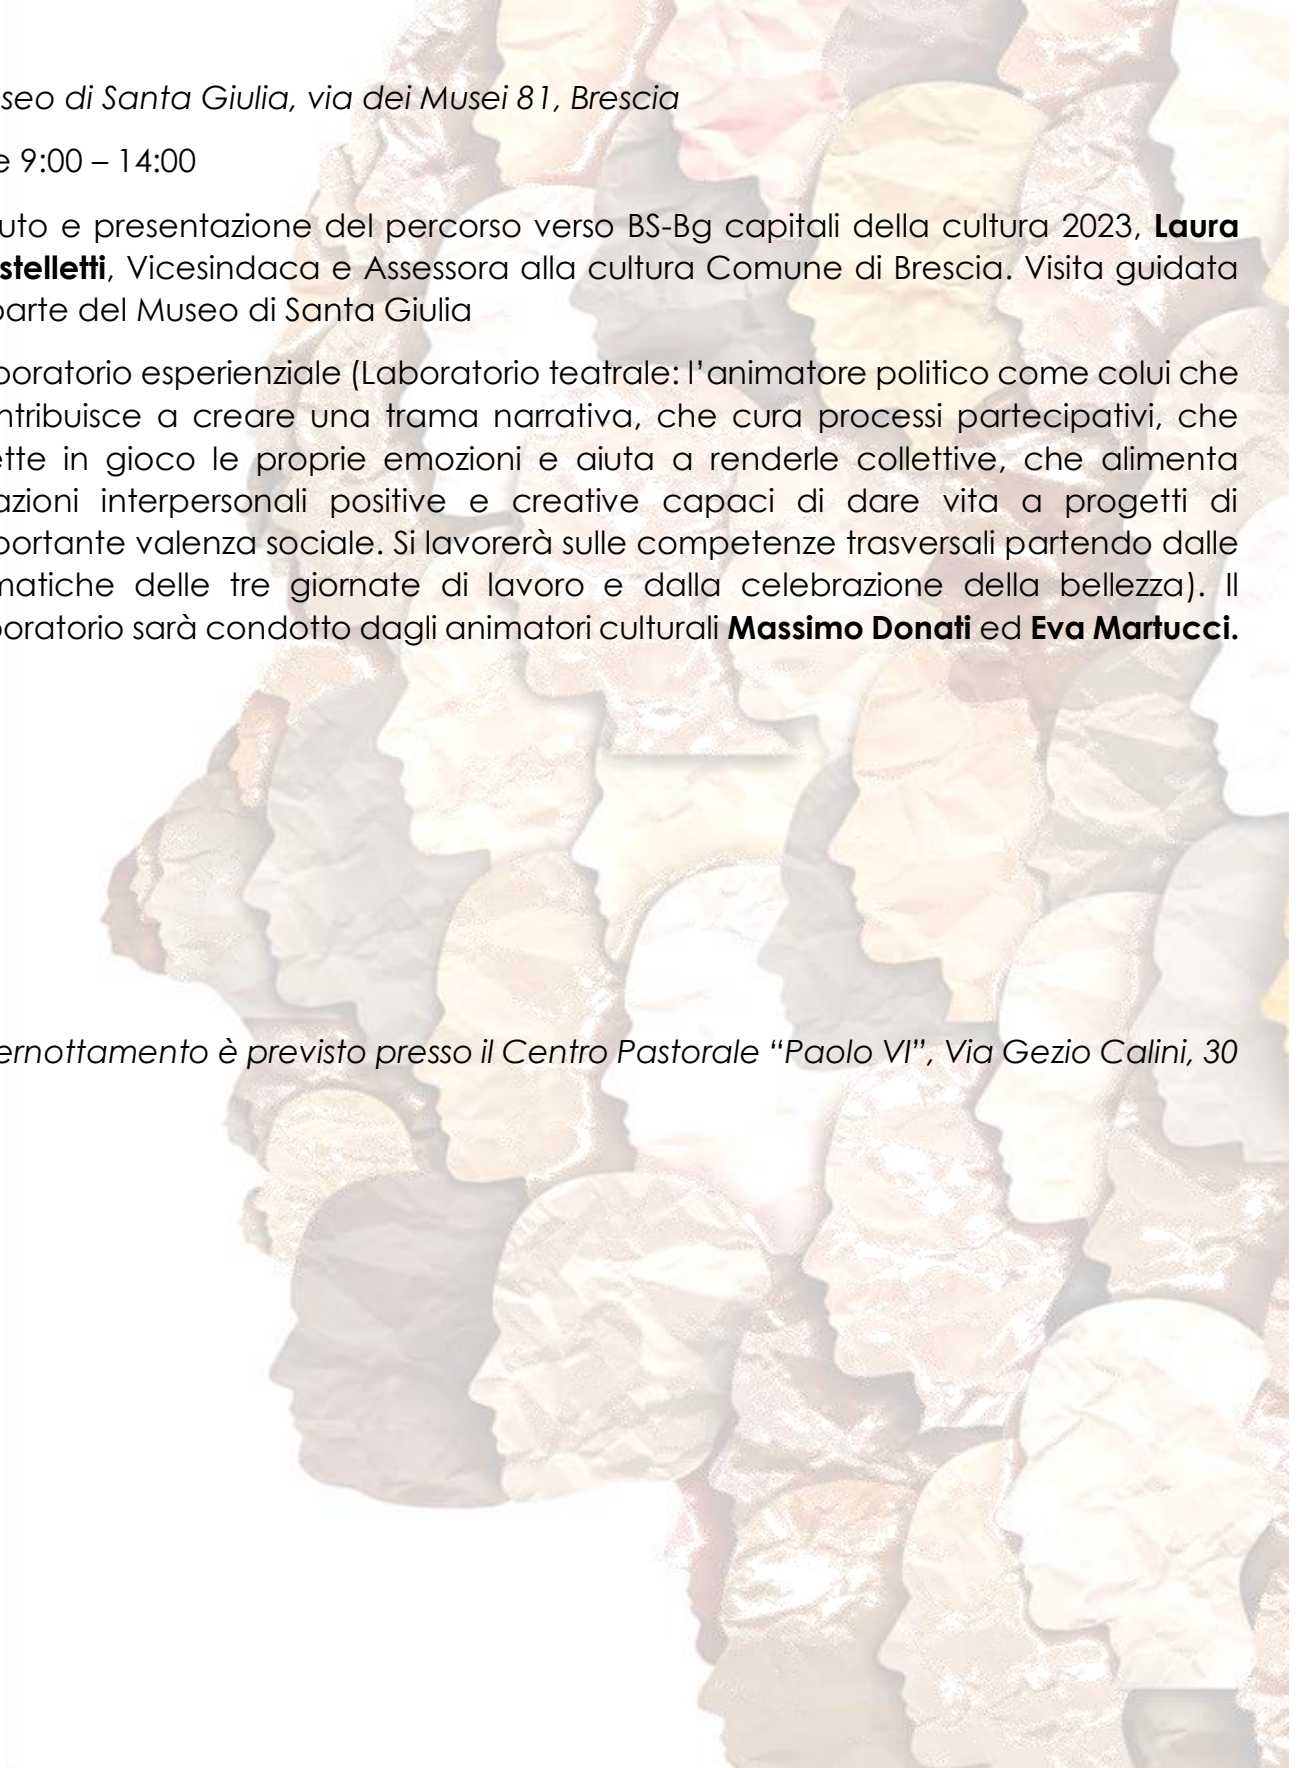 seo di Santa Giulia, via dei Musei 81, Brescia
e 9:00 – 14:00
uto e presentazione del percorso verso BS-Bg capitali della cultura 2023, Laura
stelletti, Vicesindaca e Assessora alla cultura Comune di Brescia. Visita guidata
parte del Museo di Santa Giulia
boratorio esperienziale (Laboratorio teatrale: l’animatore politico come colui che
ntribuisce a creare una trama narrativa, che cura processi partecipativi, che
ette in gioco le proprie emozioni e aiuta a renderle collettive, che alimenta
azioni interpersonali positive e creative capaci di dare vita a progetti di
portante valenza sociale. Si lavorerà sulle competenze trasversali partendo dalle
matiche delle tre giornate di lavoro e dalla celebrazione della bellezza). Il
boratorio sarà condotto dagli animatori culturali Massimo Donati ed Eva Martucci.
ernottamento è previsto presso il Centro Pastorale “Paolo VI”, Via Gezio Calini, 30